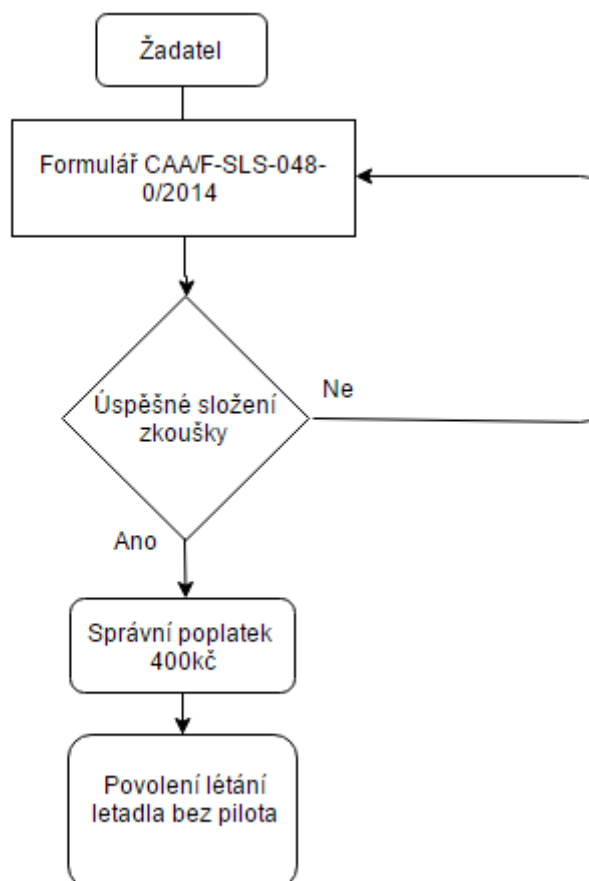 Žadatel
Formulář CAA/F-SLS-048-
0/2014
Úspěšné složení
zkoušky
Ne
Ano
Správní poplatek
400kč
Povolení létání
letadla bez pilota